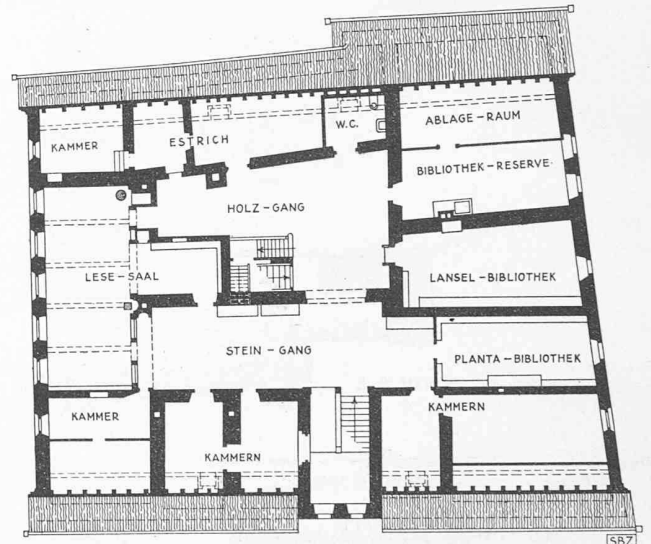 KAMMER
ESTRICH
W.C.
ABLAGE-RAUM
BIBLIOTHEK-RESERVE
HOLZ-GANG
LESE-SAAL
LANSEL-BIBLIOTHEK
STEIN-GANG
PLANTA-BIBLIOTHEK
KAMMER
KAMMERN
KAMMERN
SBZ